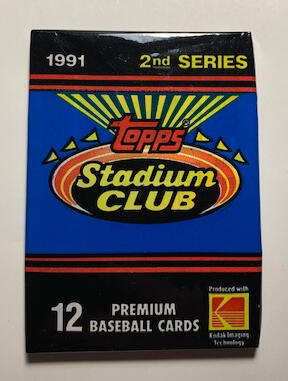 1991 2nd SERIES
Topps®
Stadium
CLUB
12 PREMIUM
BASEBALL CARDS
Produced with
Kodak Imaging
Technology